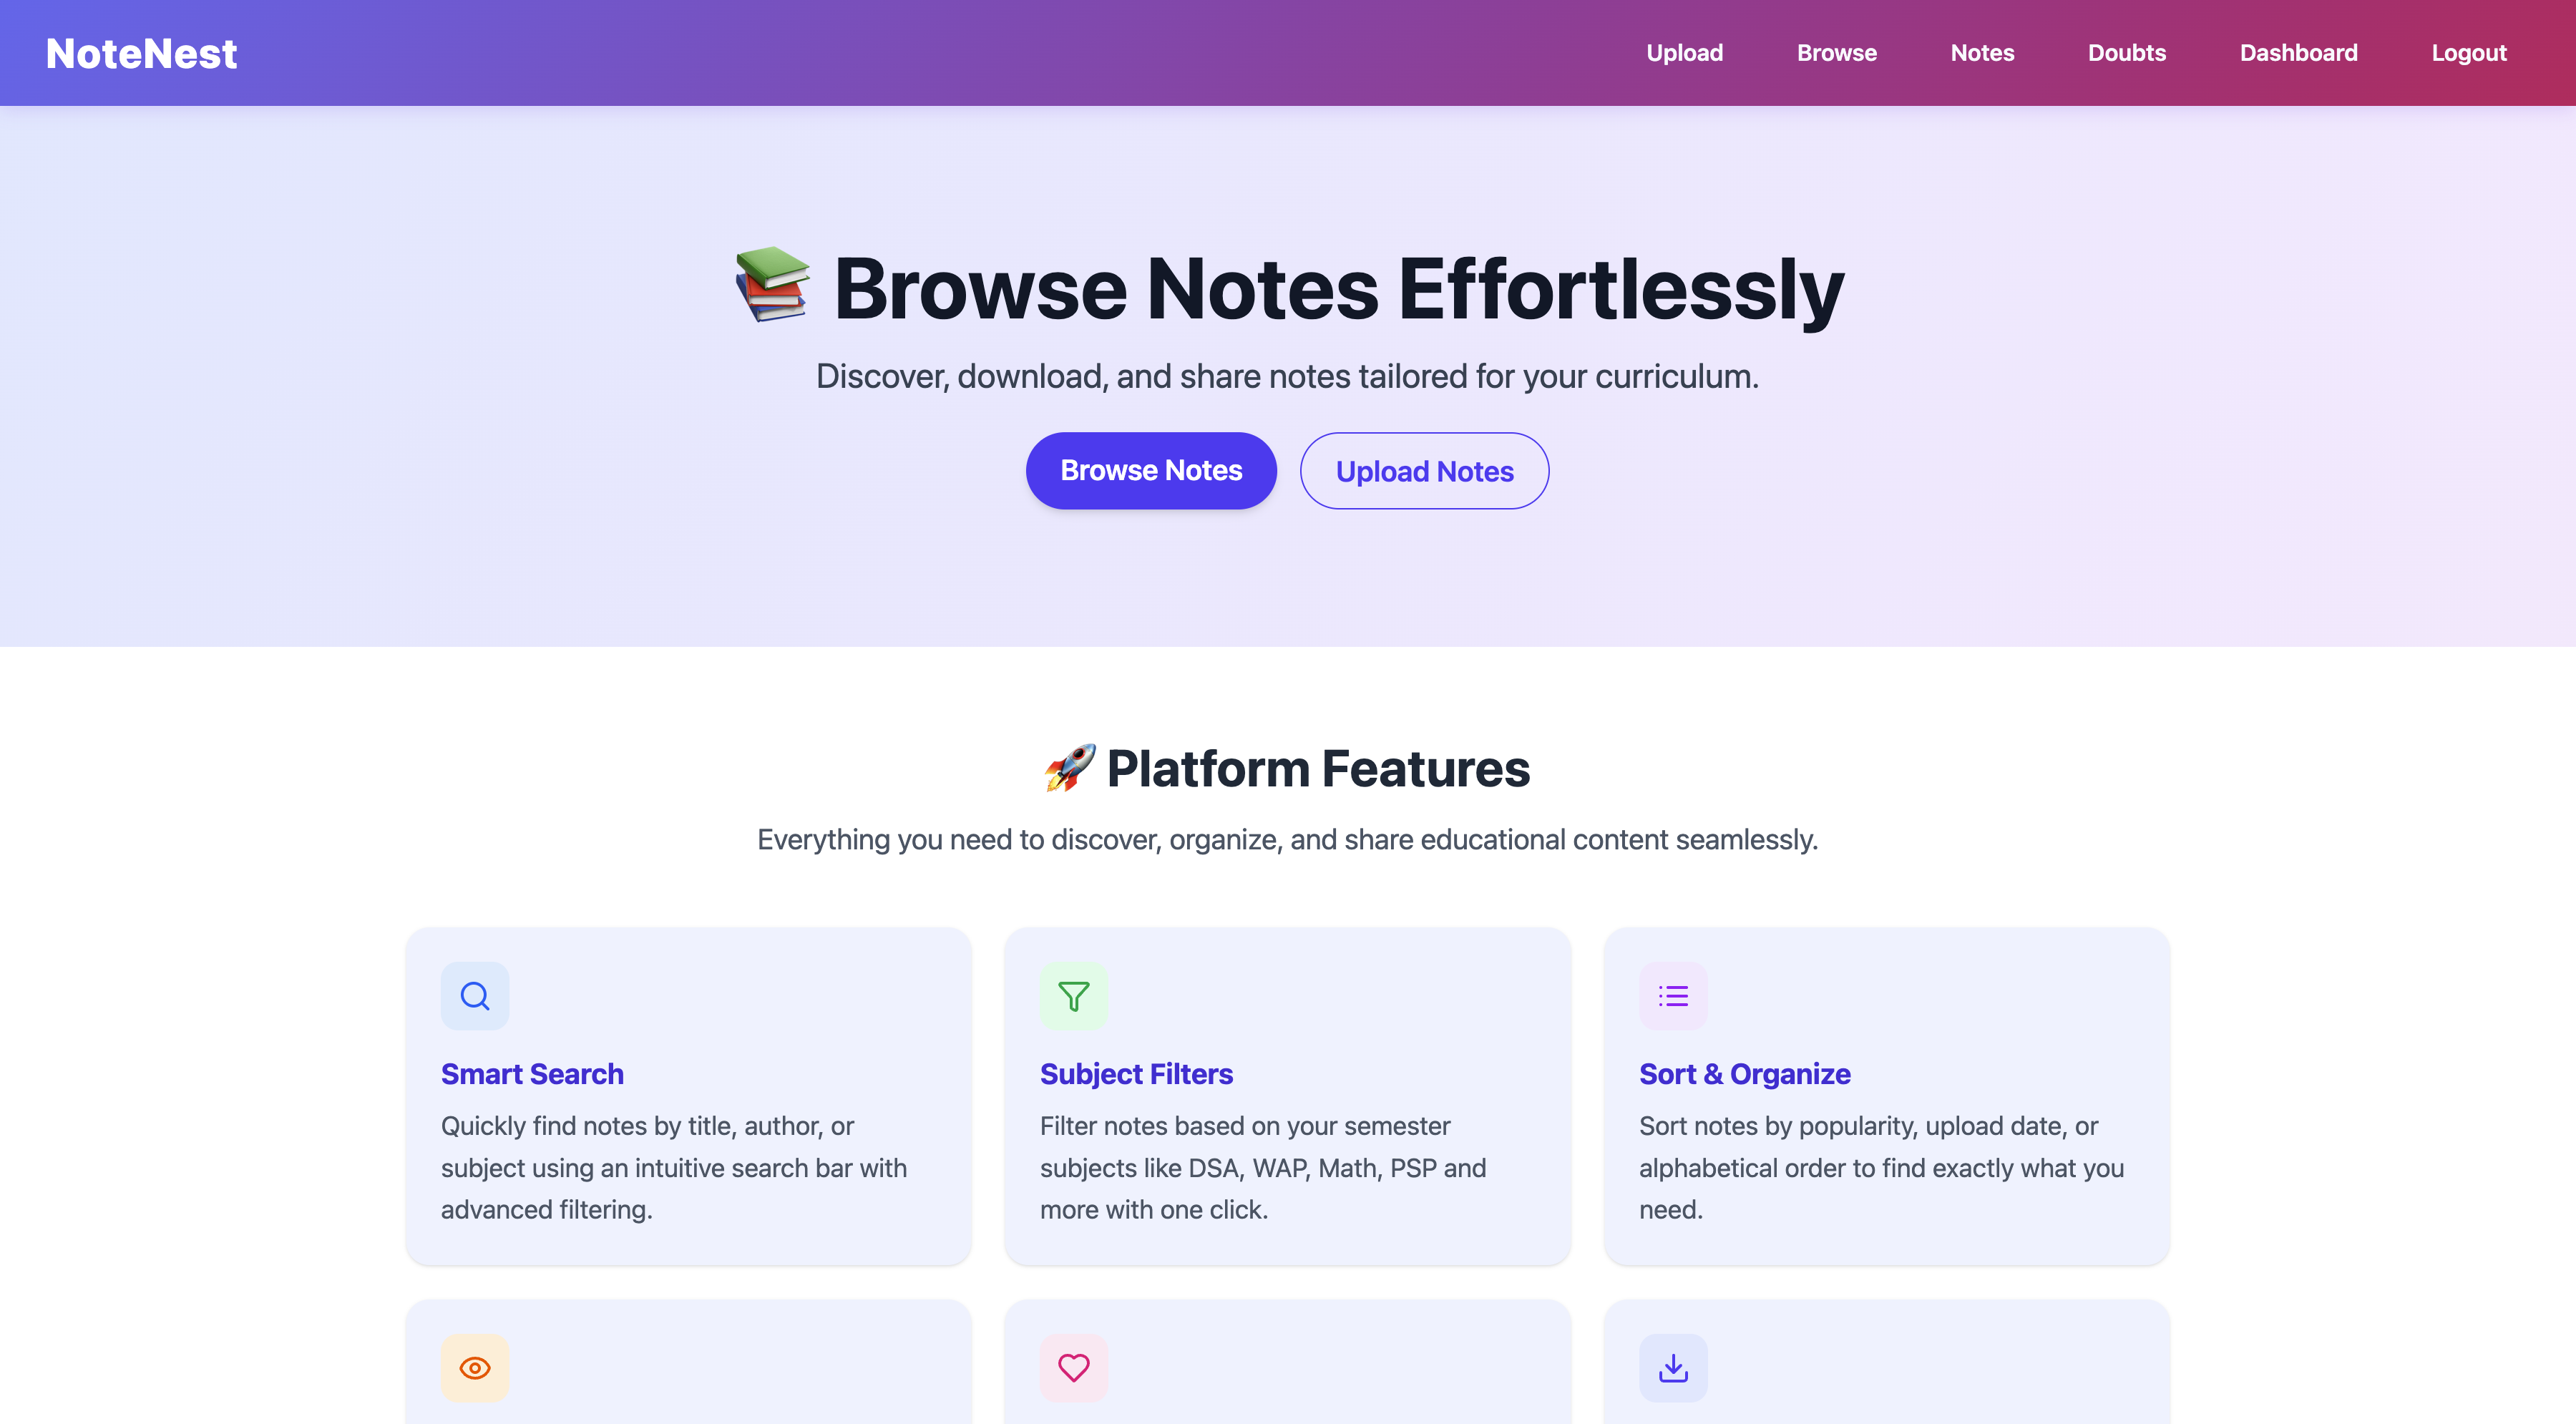 NoteNest
Upload Browse Notes Doubts Dashboard Logout
📚 Browse Notes Effortlessly
Discover, download, and share notes tailored for your curriculum.
Browse Notes Upload Notes
🚀 Platform Features
Everything you need to discover, organize, and share educational content seamlessly.
Smart Search
Quickly find notes by title, author, or
subject using an intuitive search bar with
advanced filtering.
Subject Filters
Filter notes based on your semester
subjects like DSA, WAP, Math, PSP and
more with one click.
Sort & Organize
Sort notes by popularity, upload date, or
alphabetical order to find exactly what you
need.